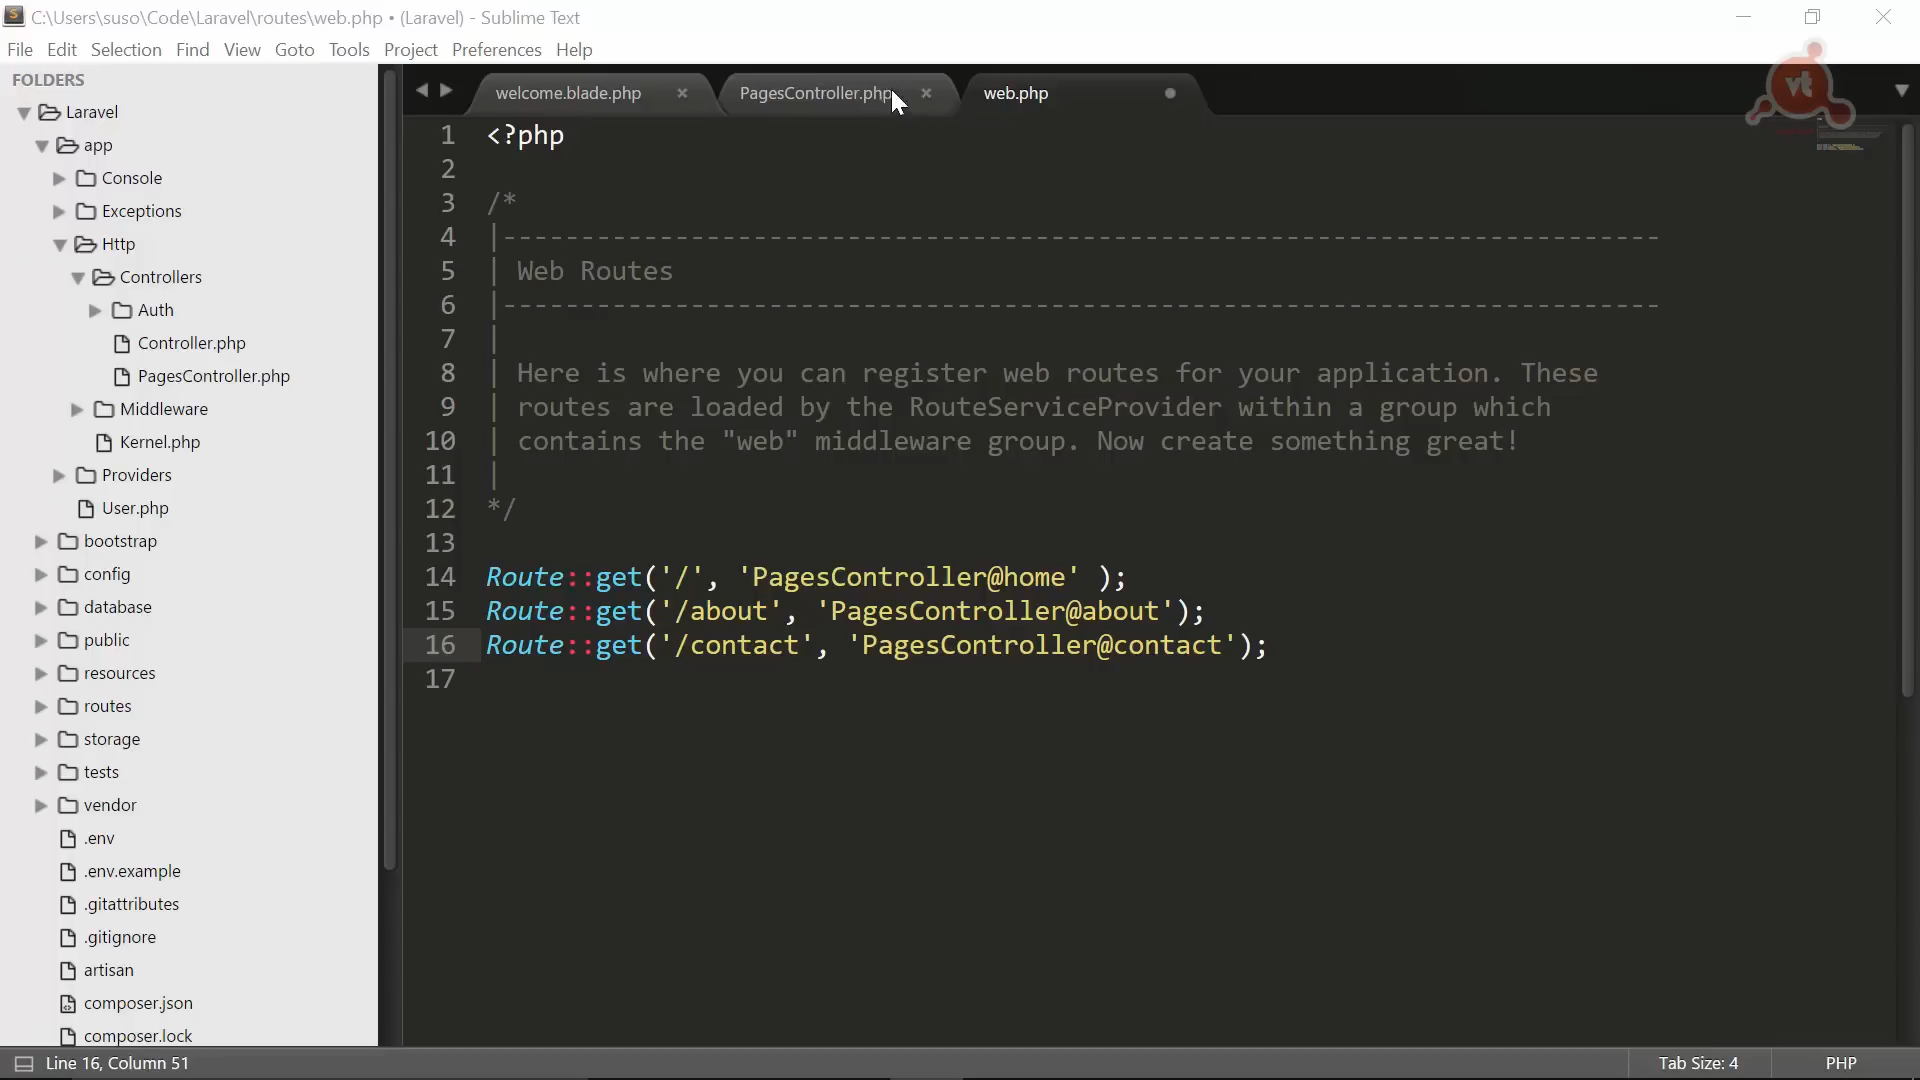 C:\Users\suso\Code\Laravel\routes\web.php • (Laravel) - Sublime Text
File Edit Selection Find View Goto Tools Project Preferences Help
FOLDERS
Laravel
app
Console
Exceptions
Http
Controllers
Auth
Controller.php
PagesController.php
Middleware
Kernel.php
Providers
User.php
bootstrap
config
database
public
resources
routes
storage
tests
vendor
.env
.env.example
.gitattributes
.gitignore
artisan
composer.json
composer.lock
welcome.blade.php × PagesController.php × web.php
vt
1 <?php
2
3 /*
4 |--------------------------------------------------------------------------
5 | Web Routes
6 |--------------------------------------------------------------------------
7 |
8 | Here is where you can register web routes for your application. These
9 | routes are loaded by the RouteServiceProvider within a group which
10 | contains the "web" middleware group. Now create something great!
11 |
12 */
13
14 Route::get('/', 'PagesController@home' );
15 Route::get('/about', 'PagesController@about');
16 Route::get('/contact', 'PagesController@contact');
17
Line 16, Column 51
Tab Size: 4
PHP